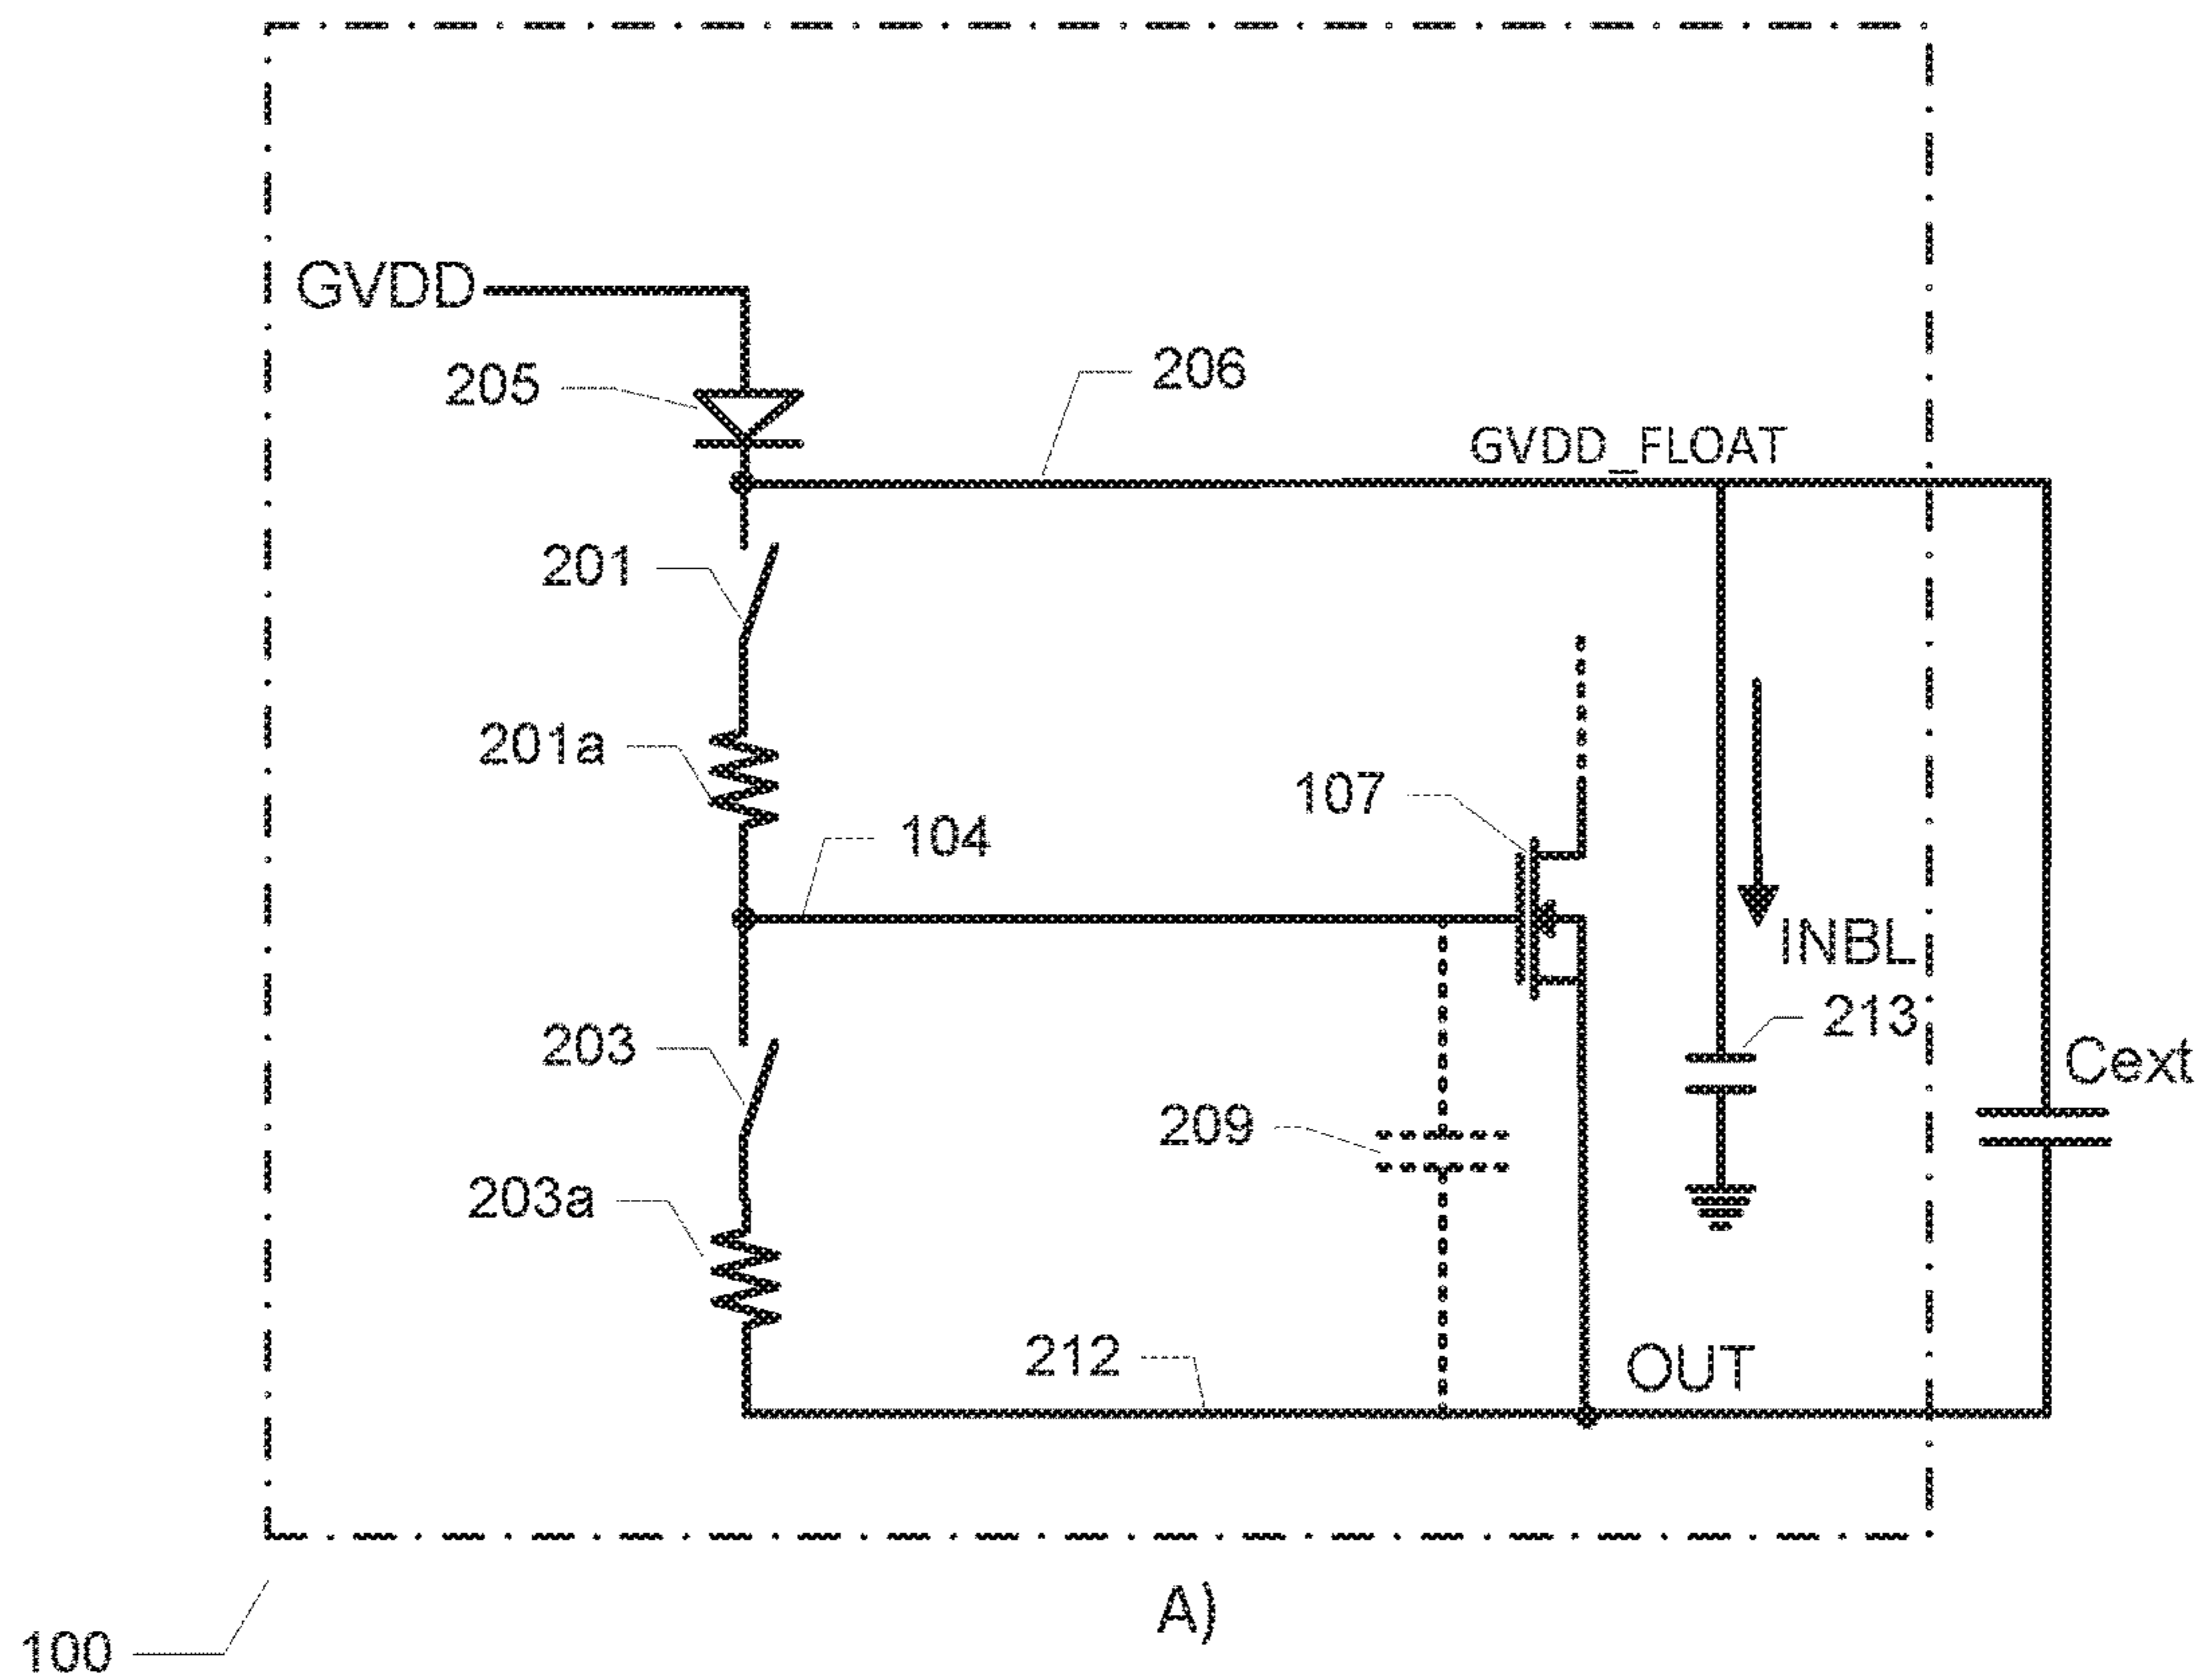 GVDD
205
206
GVDD_FLOAT
201
201a
104
107
INBL
213
203
Cext
209
203a
212
OUT
A)
100